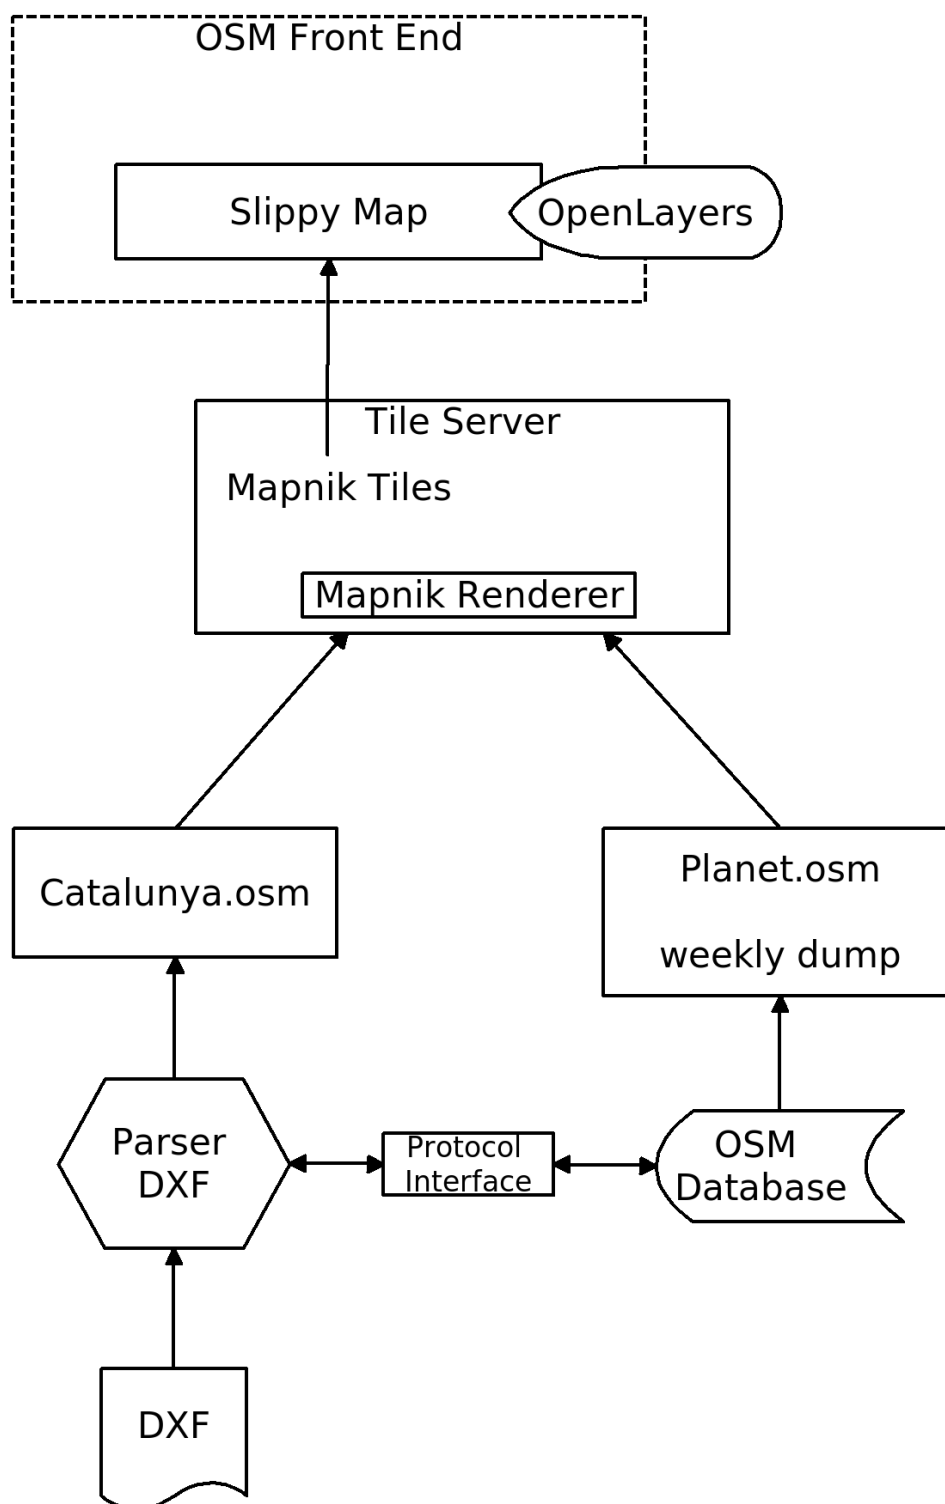 OSM Front End
Slippy Map
OpenLayers
Tile Server
Mapnik Tiles
Mapnik Renderer
Catalunya.osm
Planet.osm
weekly dump
Parser
DXF
Protocol
Interface
OSM
Database
DXF